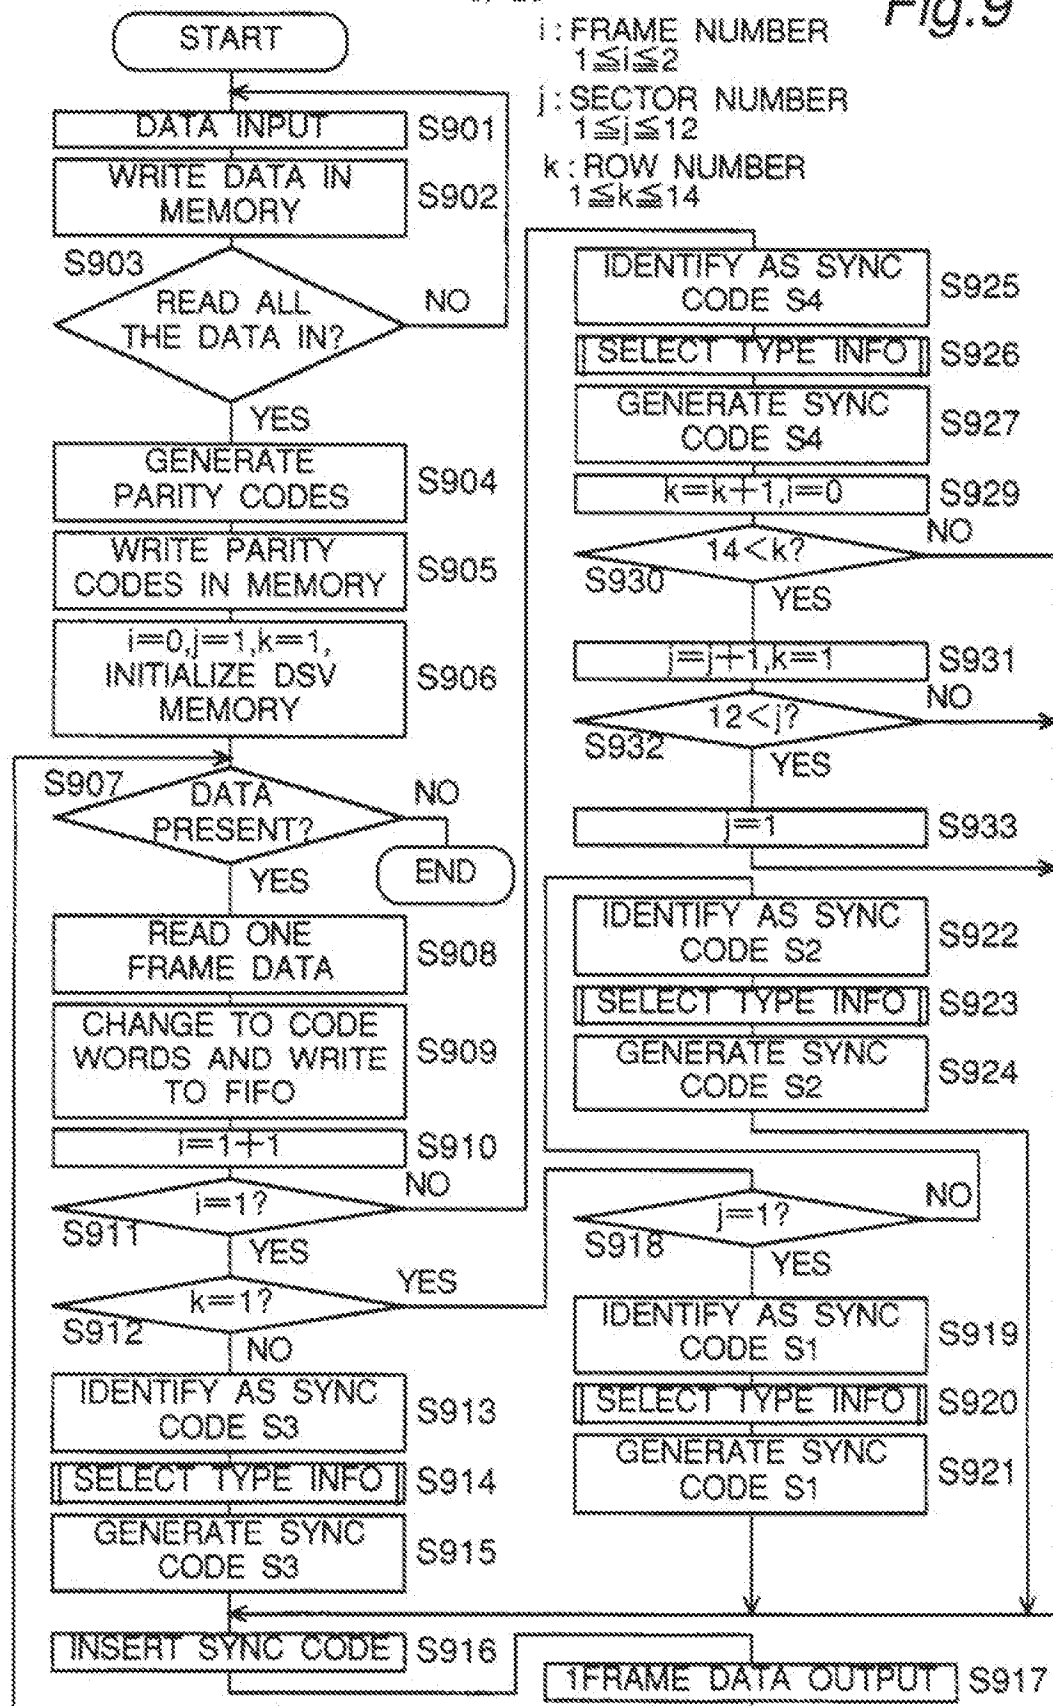 Fig.9
START
i : FRAME NUMBER
1≦i≦2
j : SECTOR NUMBER
1≦j≦12
k : ROW NUMBER
1≦k≦14
DATA INPUT
S901
WRITE DATA IN
MEMORY
S902
S903
READ ALL
THE DATA IN?
NO
YES
GENERATE
PARITY CODES
S904
WRITE PARITY
CODES IN MEMORY
S905
i=0,j=1,k=1,
INITIALIZE DSV
MEMORY
S906
S907
DATA
PRESENT?
NO
END
YES
READ ONE
FRAME DATA
S908
CHANGE TO CODE
WORDS AND WRITE
TO FIFO
S909
i=1+1
S910
i=1?
NO
S911
YES
k=1?
YES
S912
NO
IDENTIFY AS SYNC
CODE S3
S913
SELECT TYPE INFO
S914
GENERATE SYNC
CODE S3
S915
INSERT SYNC CODE
S916
IDENTIFY AS SYNC
CODE S4
S925
SELECT TYPE INFO
S926
GENERATE SYNC
CODE S4
S927
k=k+1,i=0
S929
14<k?
NO
S930
YES
j=j+1,k=1
S931
12<j?
NO
S932
YES
j=1
S933
IDENTIFY AS SYNC
CODE S2
S922
SELECT TYPE INFO
S923
GENERATE SYNC
CODE S2
S924
j=1?
NO
S918
YES
IDENTIFY AS SYNC
CODE S1
S919
SELECT TYPE INFO
S920
GENERATE SYNC
CODE S1
S921
1FRAME DATA OUTPUT
S917